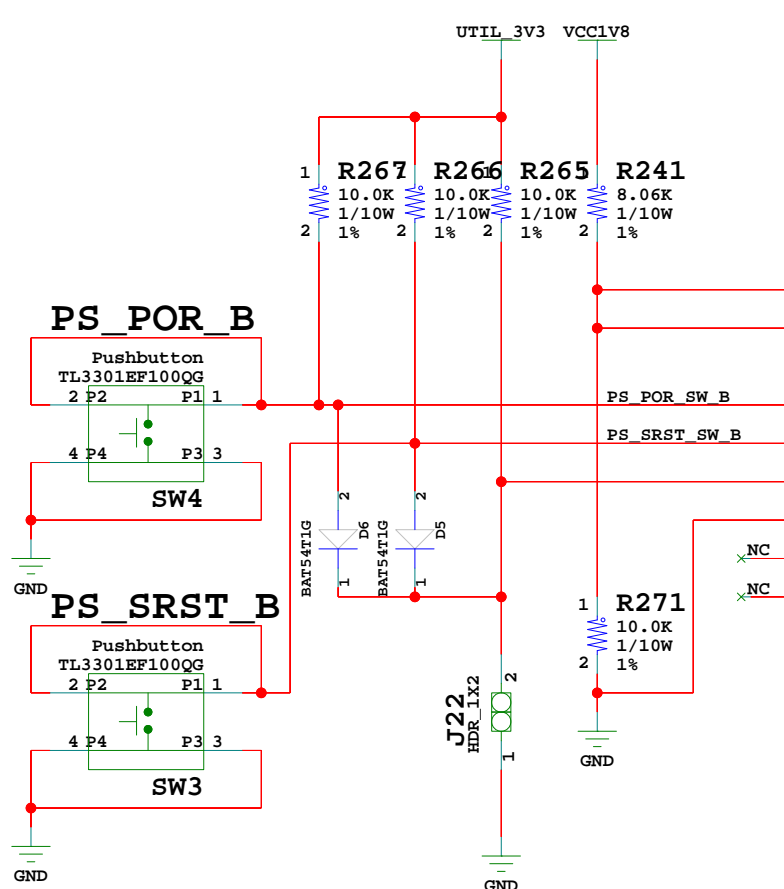 UTIL_3V3 VCC1V8
1 R267 1 R266 1 R265 1 R241
10.0K 10.0K 10.0K 8.06K
1/10W 1/10W 1/10W 1/10W
2 1% 2 1% 2 1% 2 1%
PS_POR_B
Pushbutton
TL3301EF100QG
2 P2 P1 1
PS_POR_SW_B
PS_SRST_SW_B
4 P4 P3 3
SW4
GND
2 D6 BAT54T1G 1
2 D5 BAT54T1G 1
NC
NC
PS_SRST_B
Pushbutton
TL3301EF100QG
2 P2 P1 1
4 P4 P3 3
SW3
GND
1 R271
10.0K
1/10W
2 1%
GND
J22
HDR_1X2
2
1
GND